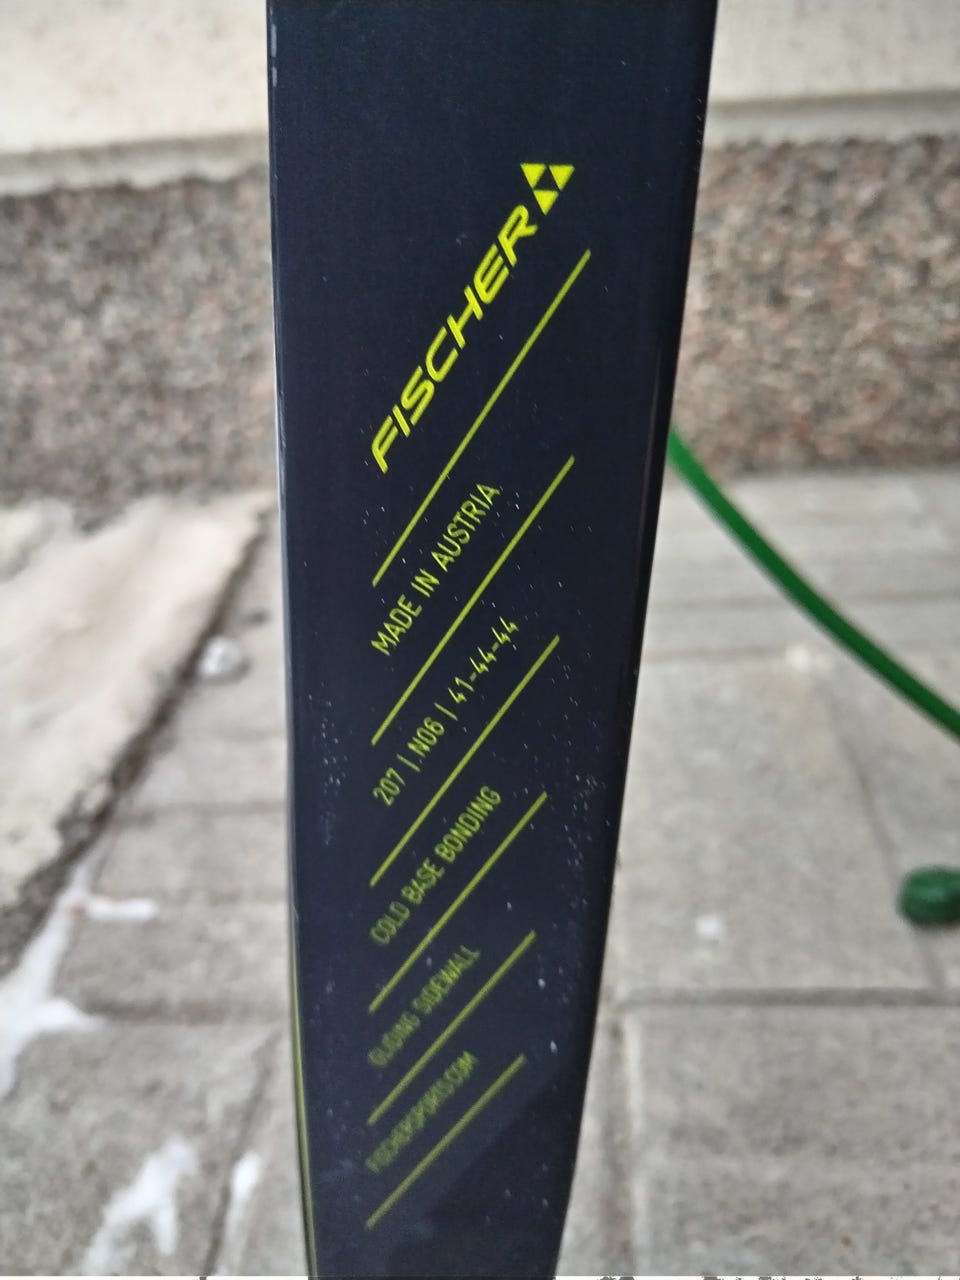 FISCHER
MADE IN AUSTRIA
207 | N06 | 41-44-44
COLD BASE BONDING
GLIDING SIDEWALL
FISCHERSPORTS.COM